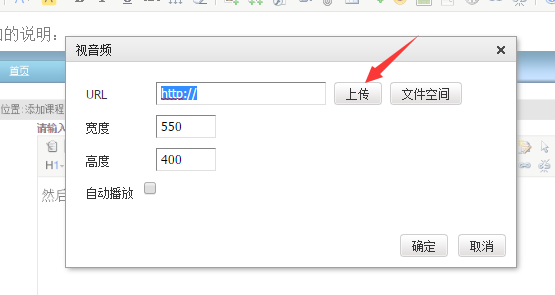 加的说明：
视音频
首页
URL http:// 上传 文件空间
位置:添加课程
宽度 550
请输入
高度 400
H1-
自动播放
然后
确定 取消